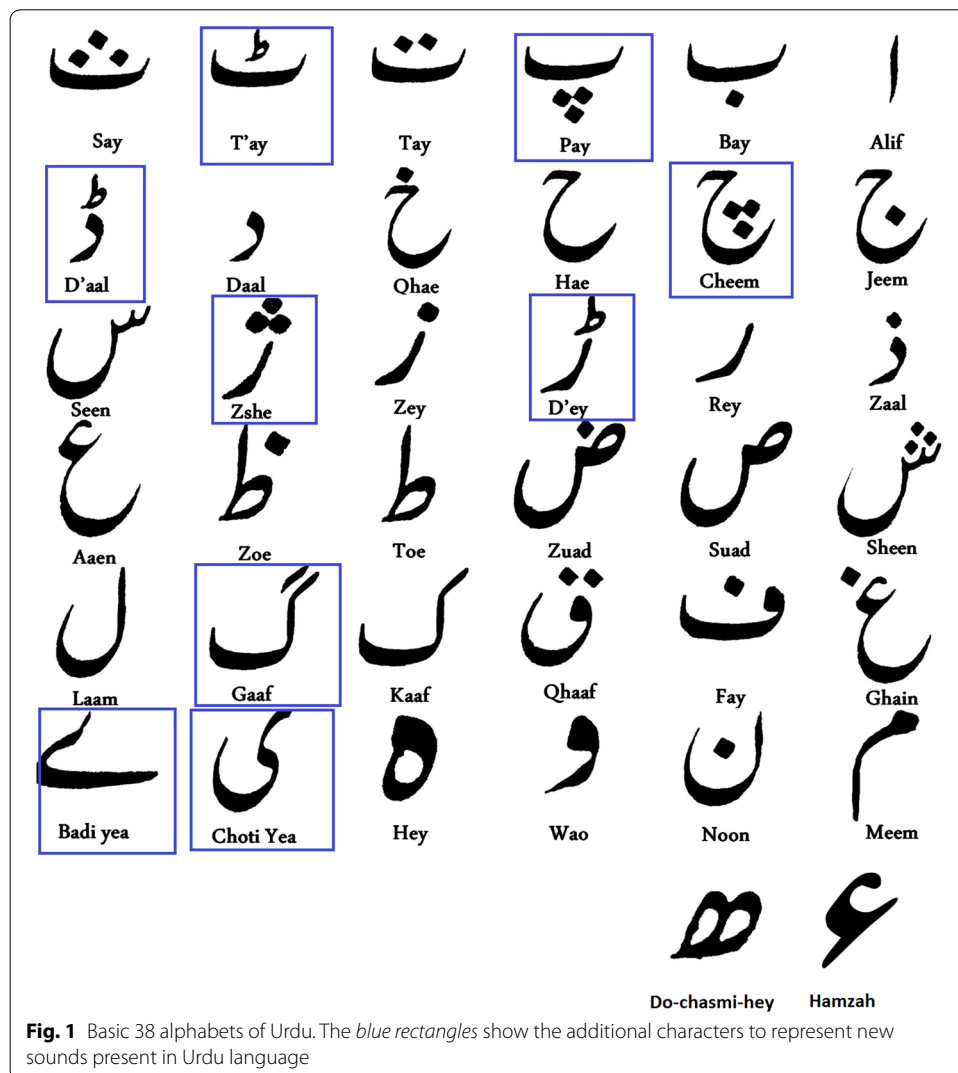 ا ب پ ت ٹ ث
Alif Bay Pay Tay T'ay Say
ج چ ح خ د ڈ
Jeem Cheem Hae Qhae Daal D'aal
ذ ر ڑ ز ژ س
Zaal Rey D'ey Zey Zshe Seen
ش ص ض ط ظ ع
Sheen Suad Zuad Toe Zoe Aaen
غ ف ق ک گ ل
Ghain Fay Qhaaf Kaaf Gaaf Laam
م ن و ہ ی ے
Meem Noon Wao Hey Choti Yea Badi yea
ء ھ
Hamzah Do-chasmi-hey
Fig. 1 Basic 38 alphabets of Urdu. The blue rectangles show the additional characters to represent new
sounds present in Urdu language